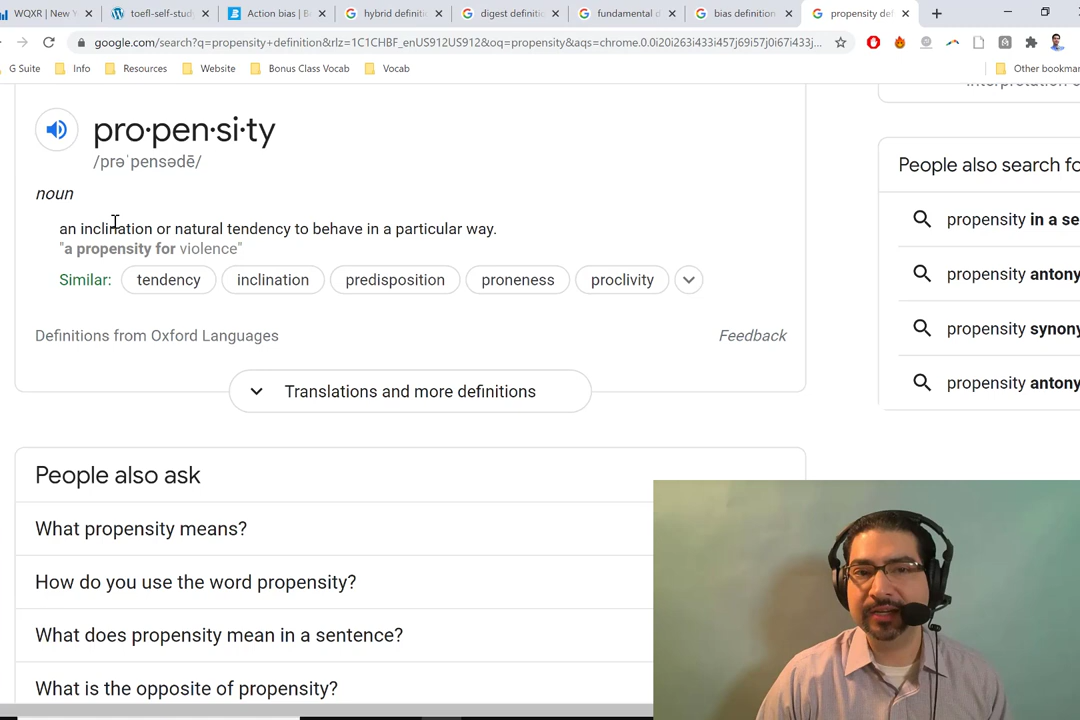 WQXR | New Y
toefl-self-stud
Action bias | B
hybrid definiti
digest definitio
fundamental d
bias definition
propensity def
google.com/search?q=propensity+definition&rlz=1C1CHBF_enUS912US912&oq=propensity&aqs=chrome.0.0i20i263i433i457j69i57j0i67i433j...
G Suite
Info
Resources
Website
Bonus Class Vocab
Vocab
Other bookmar
pro·pen·si·ty
/prəˈpensədē/
noun
an inclination or natural tendency to behave in a particular way.
"a propensity for violence"
Similar: tendency inclination predisposition proneness proclivity
Definitions from Oxford Languages
Feedback
Translations and more definitions
People also ask
What propensity means?
How do you use the word propensity?
What does propensity mean in a sentence?
What is the opposite of propensity?
People also search fo
propensity in a se
propensity antony
propensity synony
propensity antony